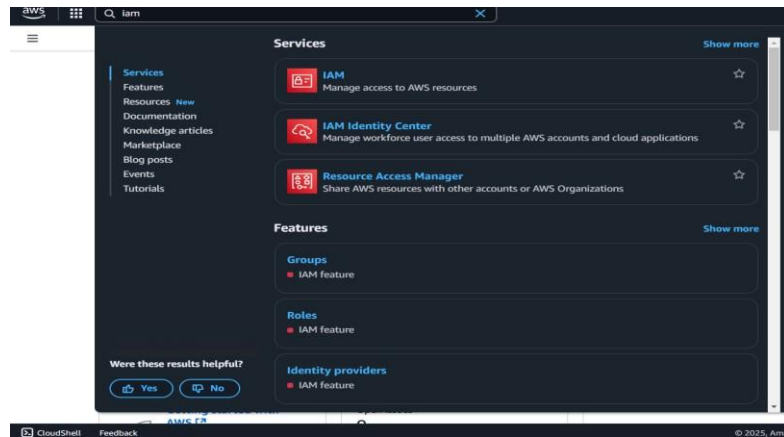 aws
iam
Services
Features
Resources New
Documentation
Knowledge articles
Marketplace
Blog posts
Events
Tutorials
Were these results helpful?
Yes No
Services Show more
IAM
Manage access to AWS resources
IAM Identity Center
Manage workforce user access to multiple AWS accounts and cloud applications
Resource Access Manager
Share AWS resources with other accounts or AWS Organizations
Features Show more
Groups
IAM feature
Roles
IAM feature
Identity providers
IAM feature
AWS
CloudShell Feedback © 2025, Am